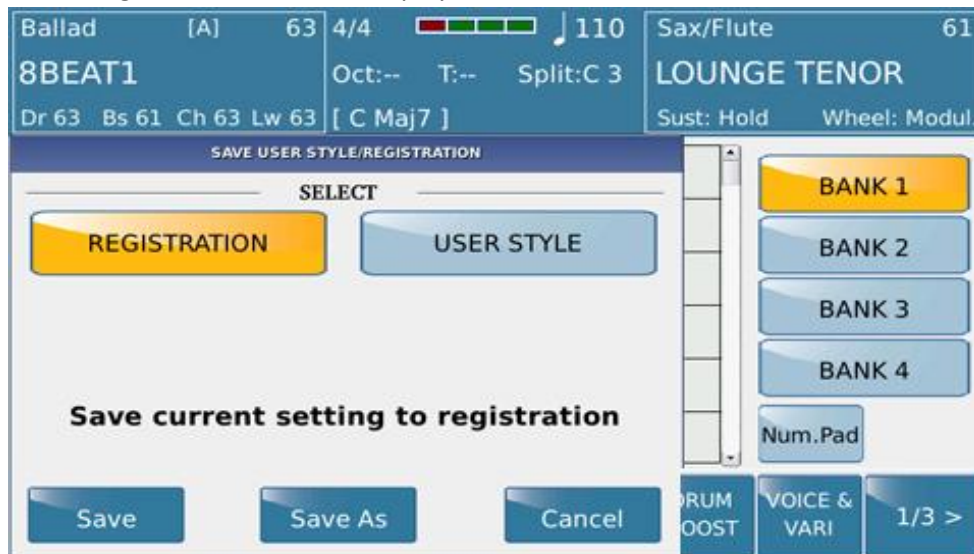 Ballad [A] 63
8BEAT1
Dr 63 Bs 61 Ch 63 Lw 63
4/4 110
Oct:-- T:-- Split:C 3
[ C Maj7 ]
Sax/Flute 61
LOUNGE TENOR
Sust: Hold Wheel: Modul.
SAVE USER STYLE/REGISTRATION
SELECT
REGISTRATION USER STYLE
Save current setting to registration
Save Save As Cancel
BANK 1
BANK 2
BANK 3
BANK 4
Num.Pad
VOICE &
VARI
1/3 >